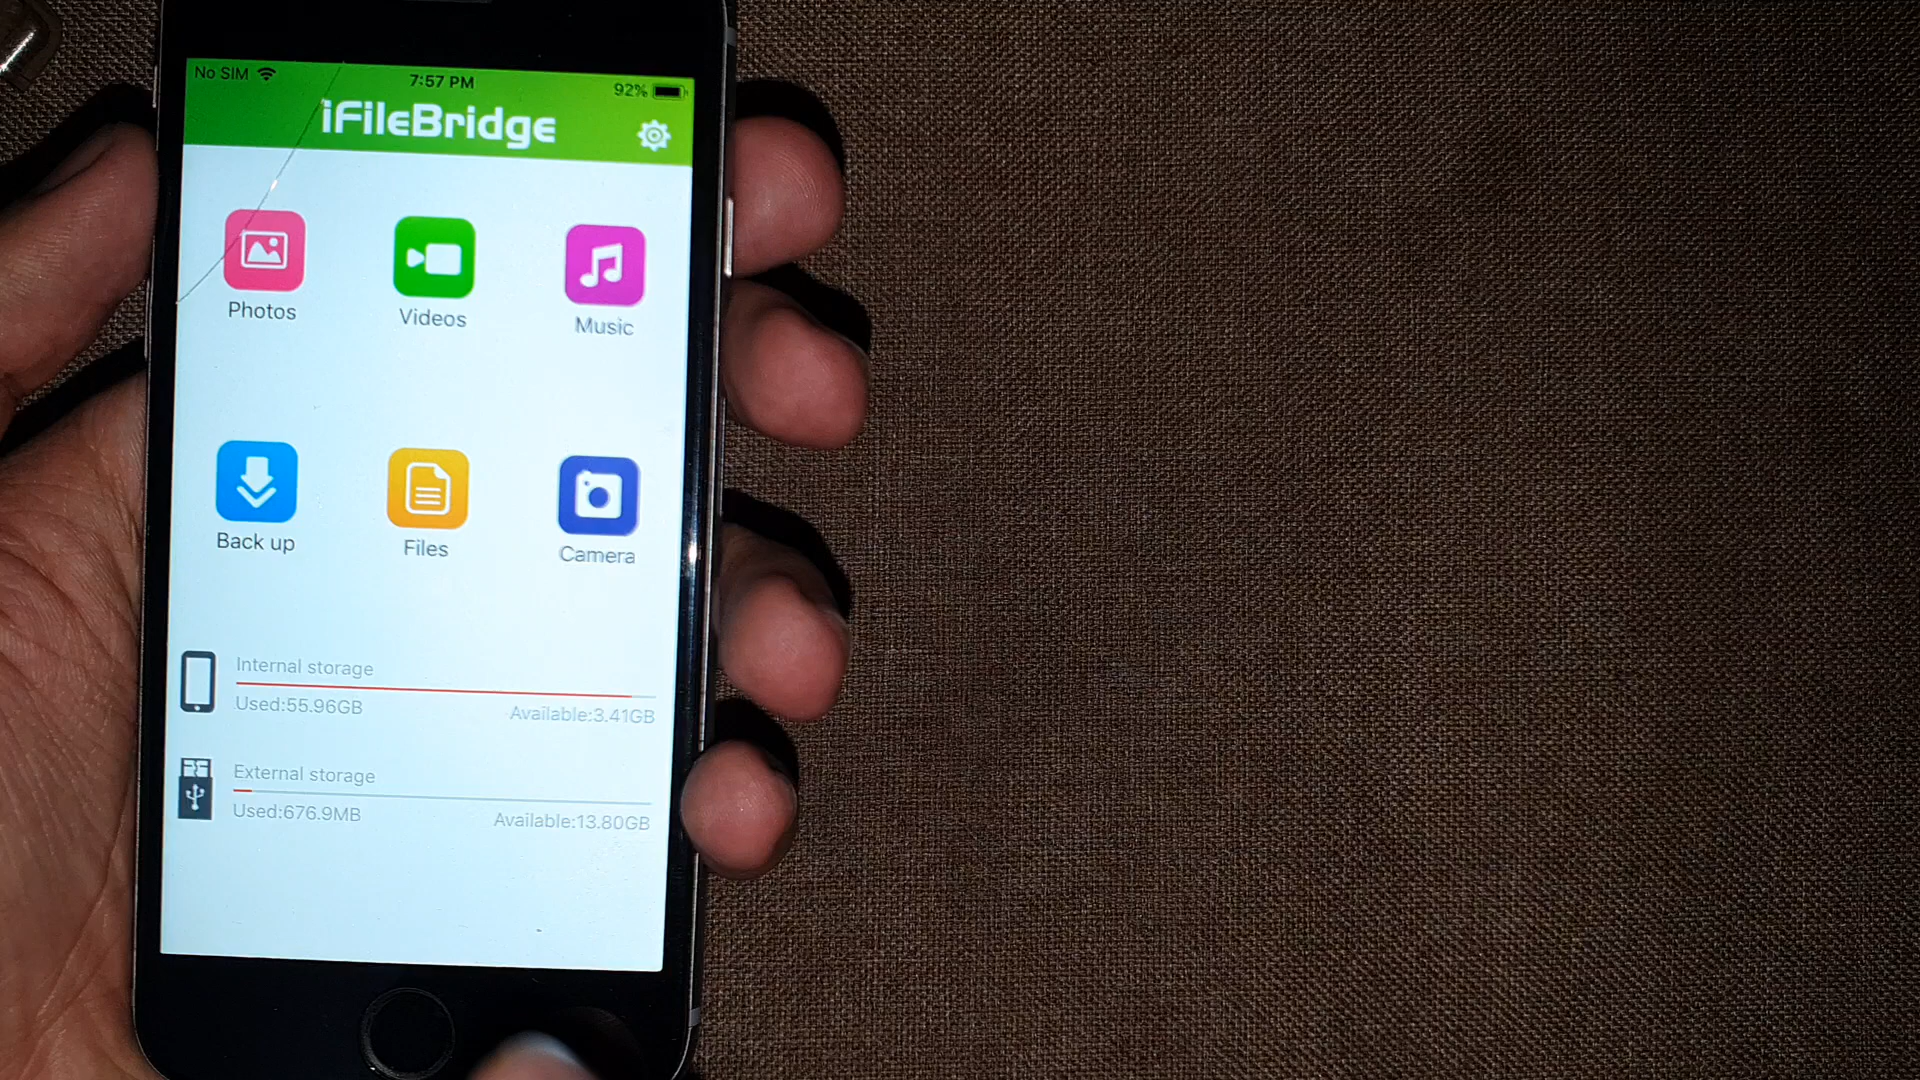 No SIM 7:57 PM 92%
iFileBridge
Photos Videos Music
Back up Files Camera
Internal storage
Used:55.96GB Available:3.41GB
External storage
Used:676.9MB Available:13.80GB